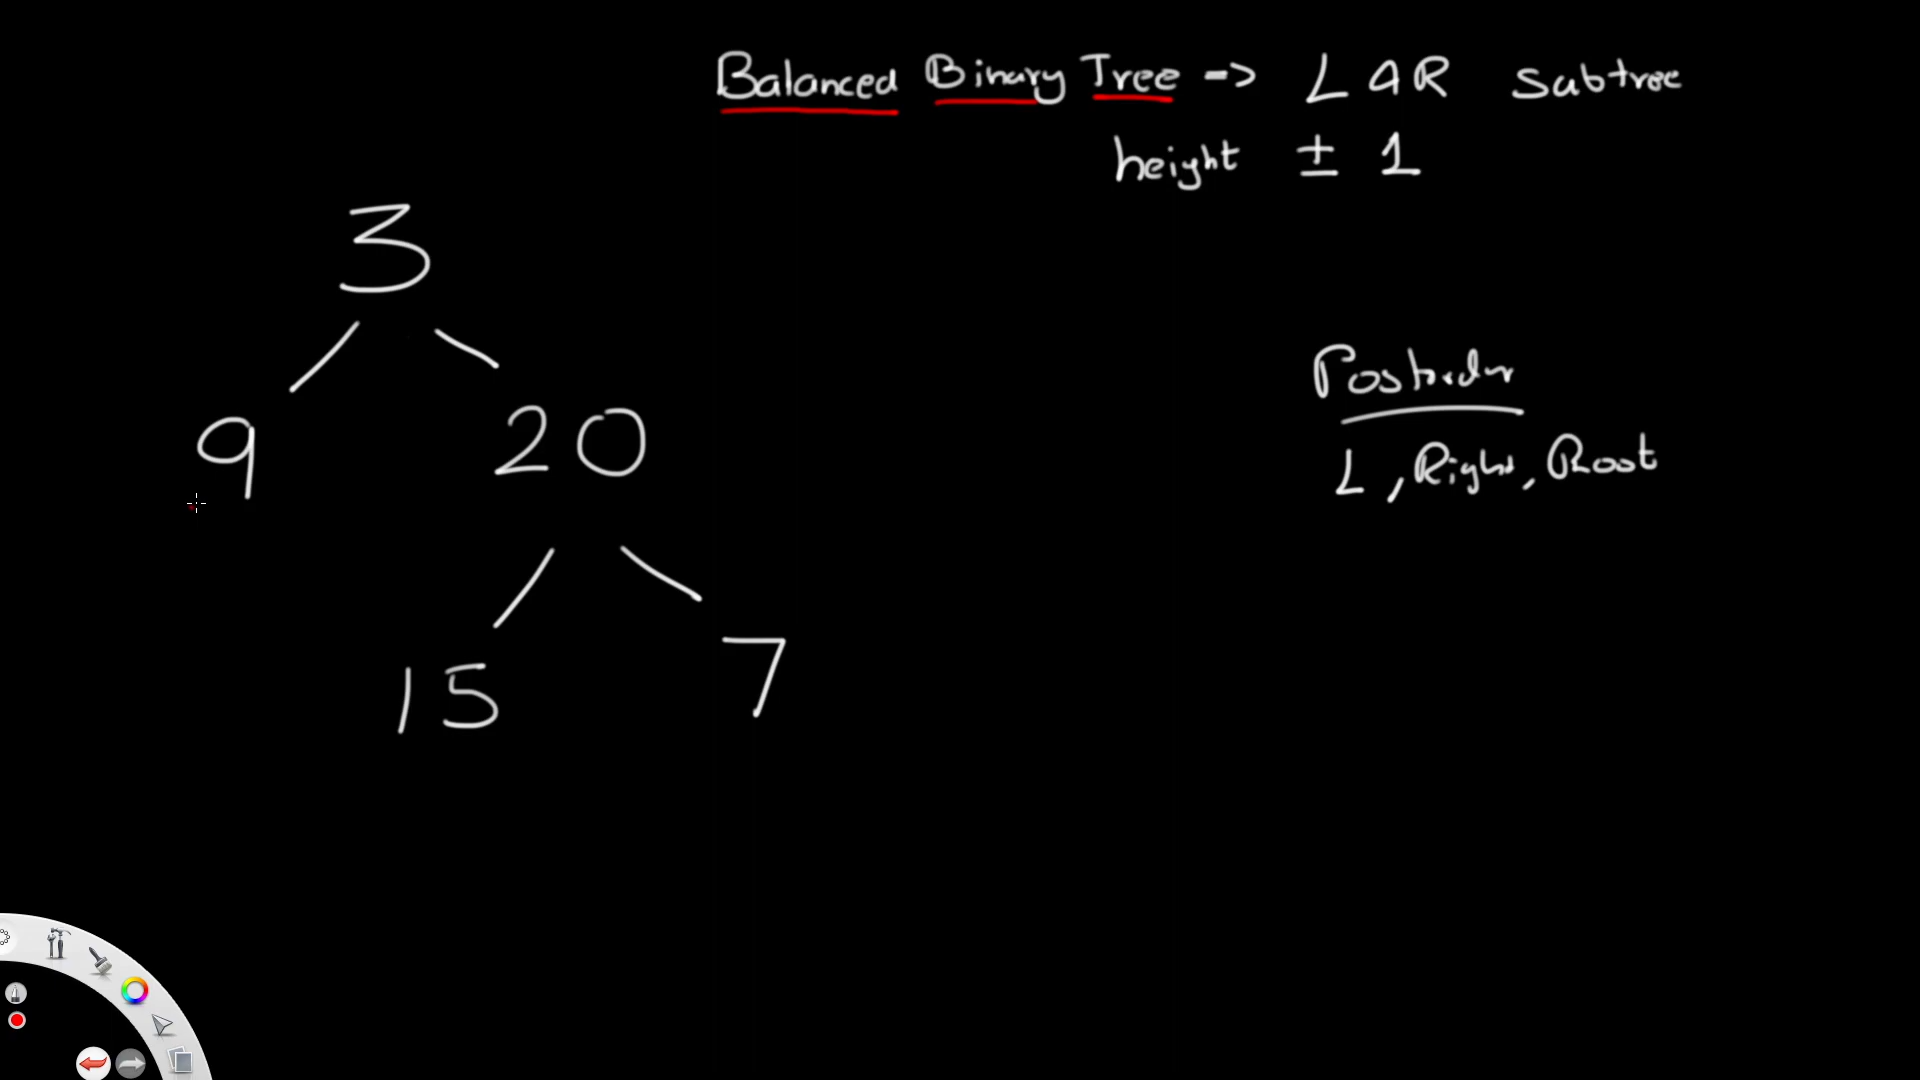 Balanced Binary Tree -> L & R subtree
height ± 1
3
9 20
15 7
Postorder
L, Right, Root